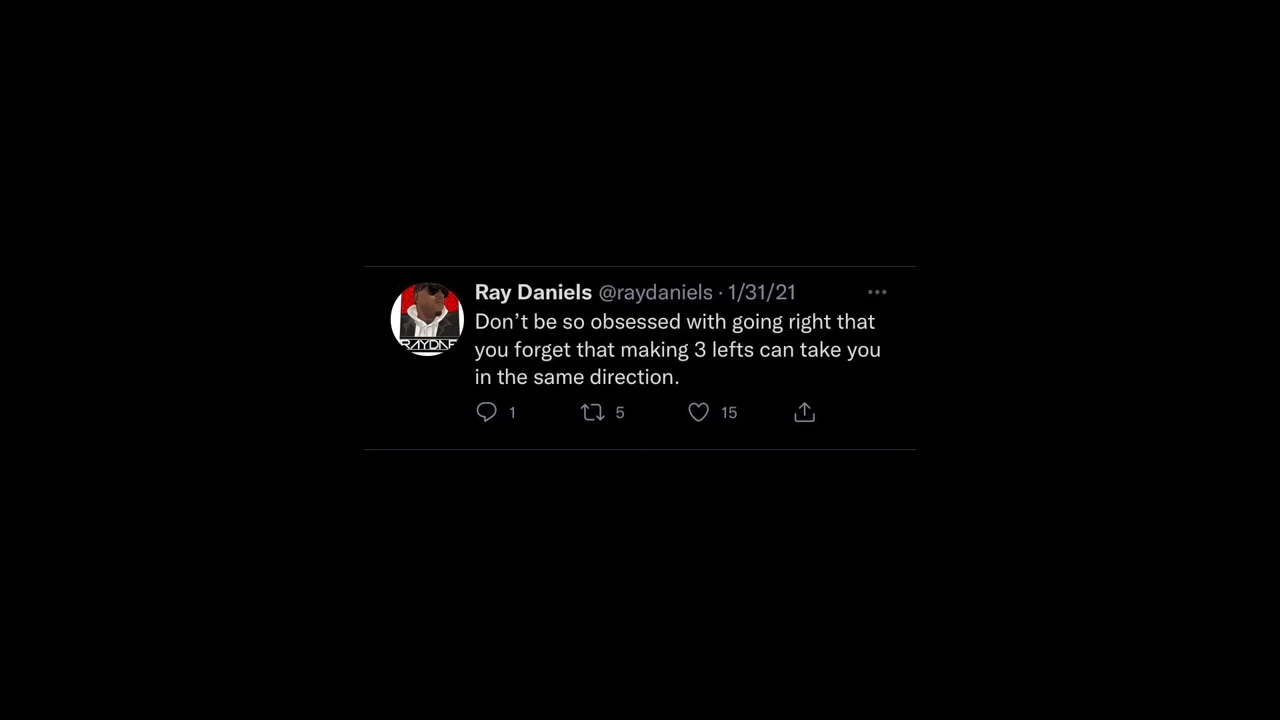 Ray Daniels @raydaniels · 1/31/21
Don’t be so obsessed with going right that
you forget that making 3 lefts can take you
in the same direction.
1 5 15
RAYDAE